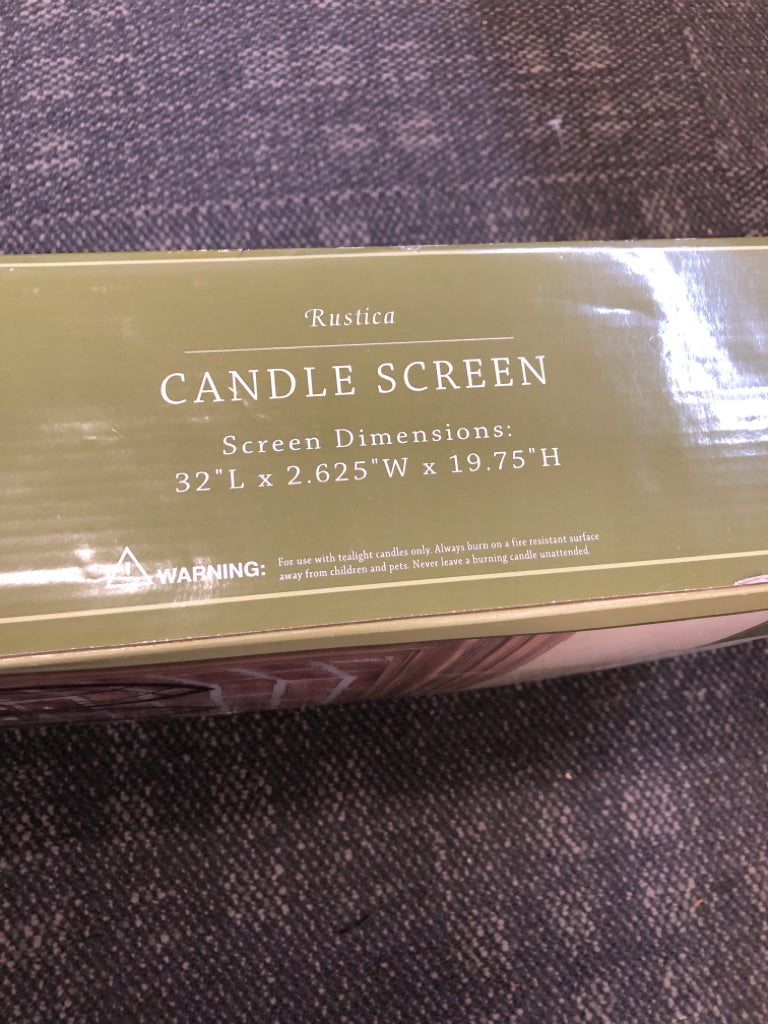 Rustica
CANDLE SCREEN
Screen Dimensions:
32"L x 2.625"W x 19.75"H
WARNING: For use with tealight candles only. Always burn on a fire resistant surface
away from children and pets. Never leave a burning candle unattended.